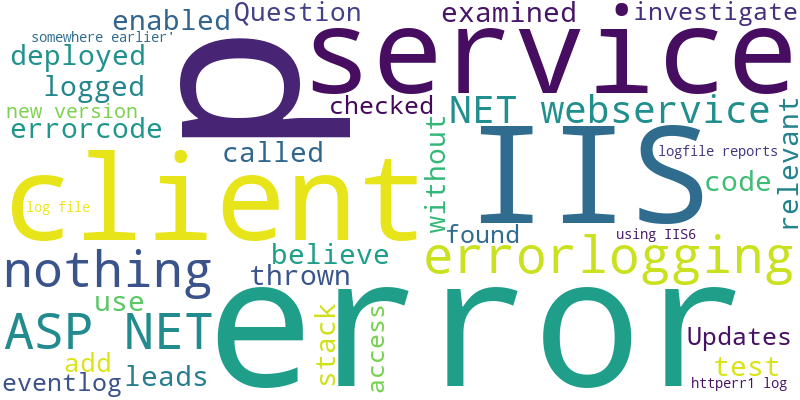 enabled
Question
examined
investigate
somewhere earlier'
deployed
p
service
logged
new version
checked
NET webservice
errorcode
IIS
relevant
called
without
logfile reports
client
code
log file
found
using IIS6
nothing
believe
errorlogging
thrown
use
error
ASP NET
stack
access
Updates
add
test
eventlog
leads
httperr1 log